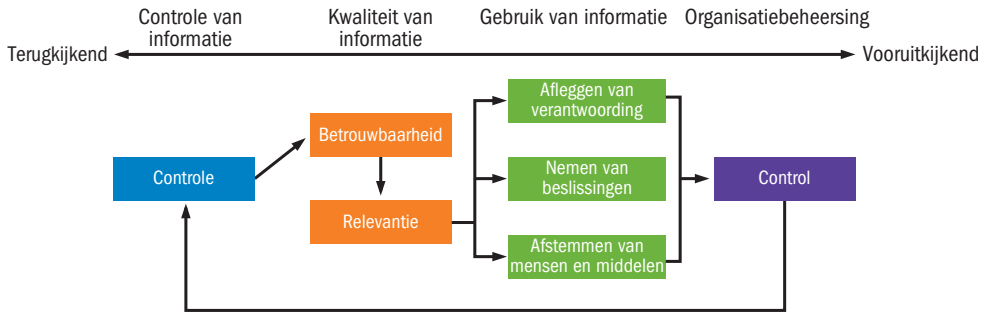 Controle van
informatie
Kwaliteit van
informatie
Gebruik van informatie
Organisatiebeheersing
Terugkijkend
Vooruitkijkend
Afleggen van
verantwoording
Betrouwbaarheid
Controle
Nemen van
beslissingen
Control
Relevantie
Afstemmen van
mensen en middelen